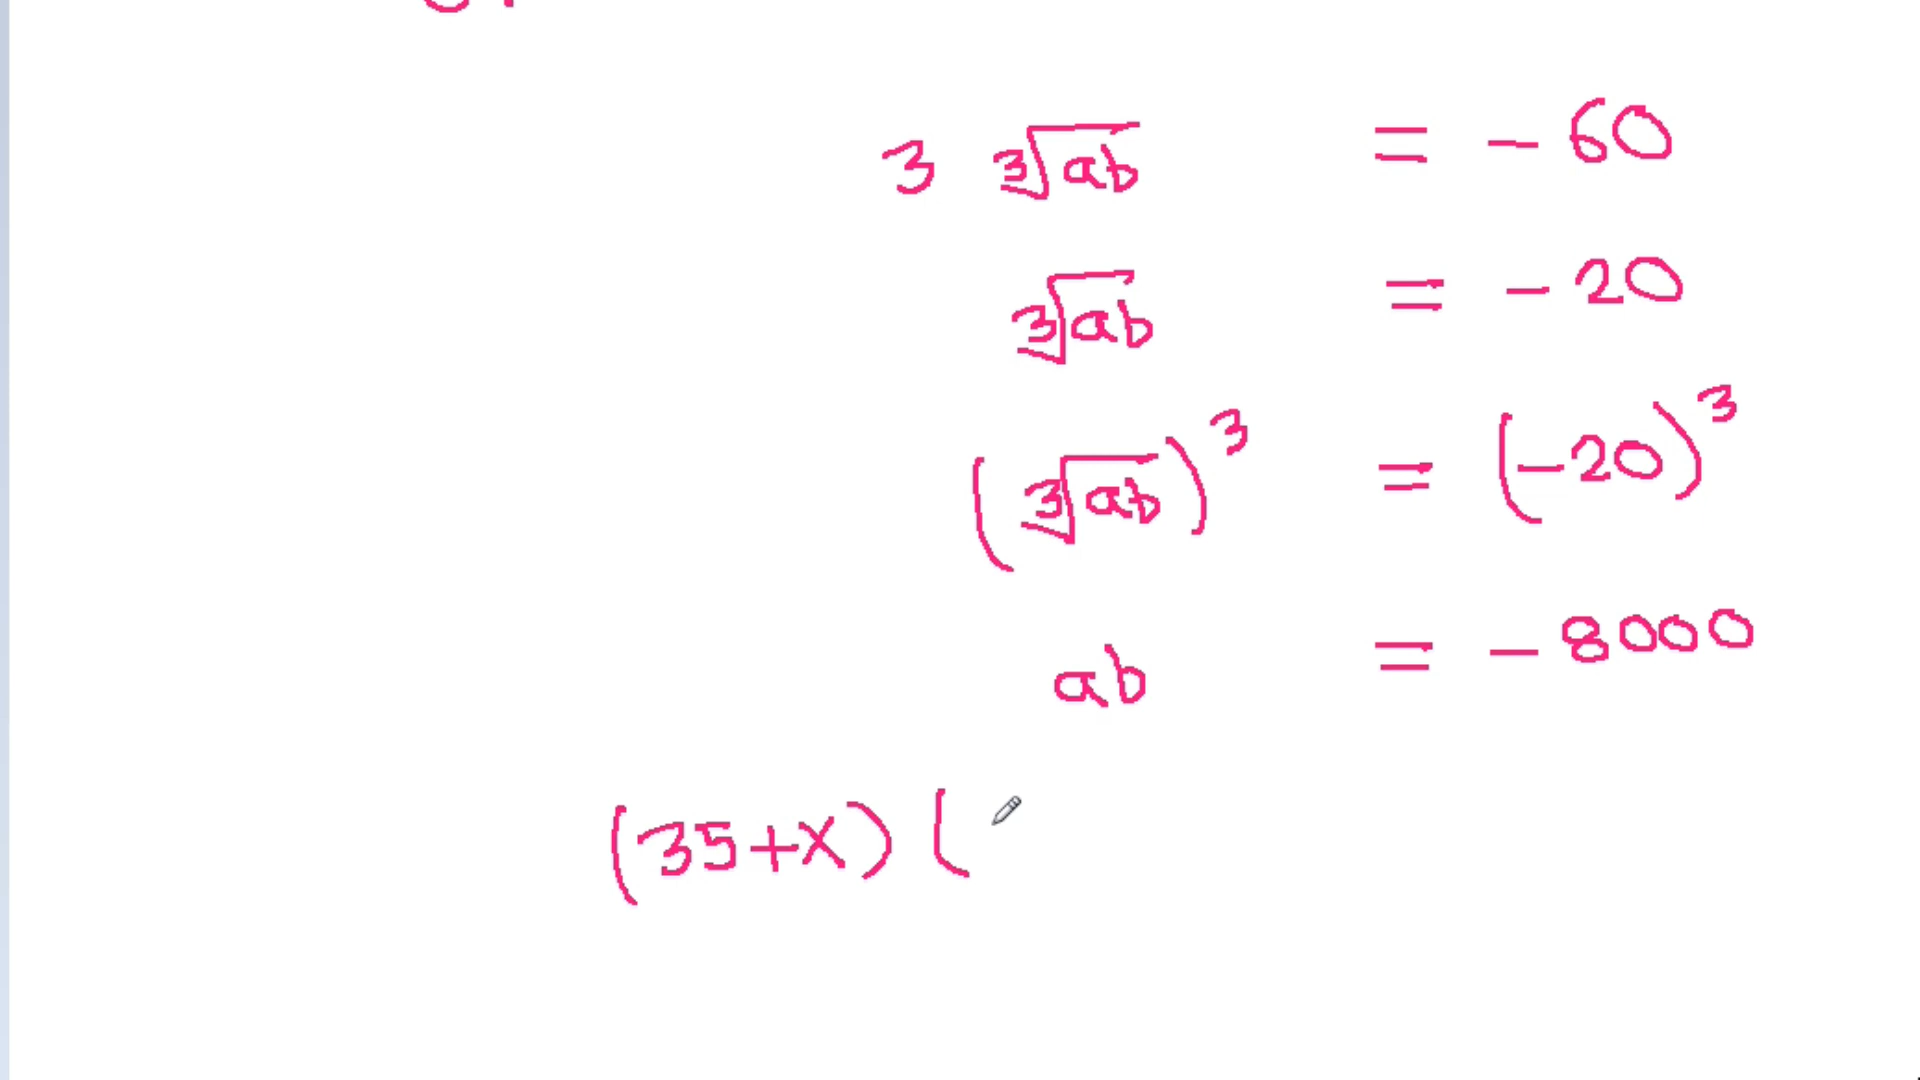 3 ∛ab = - 60
∛ab = - 20
(∛ab)³ = (-20)³
ab = - 8000
(35+x) (